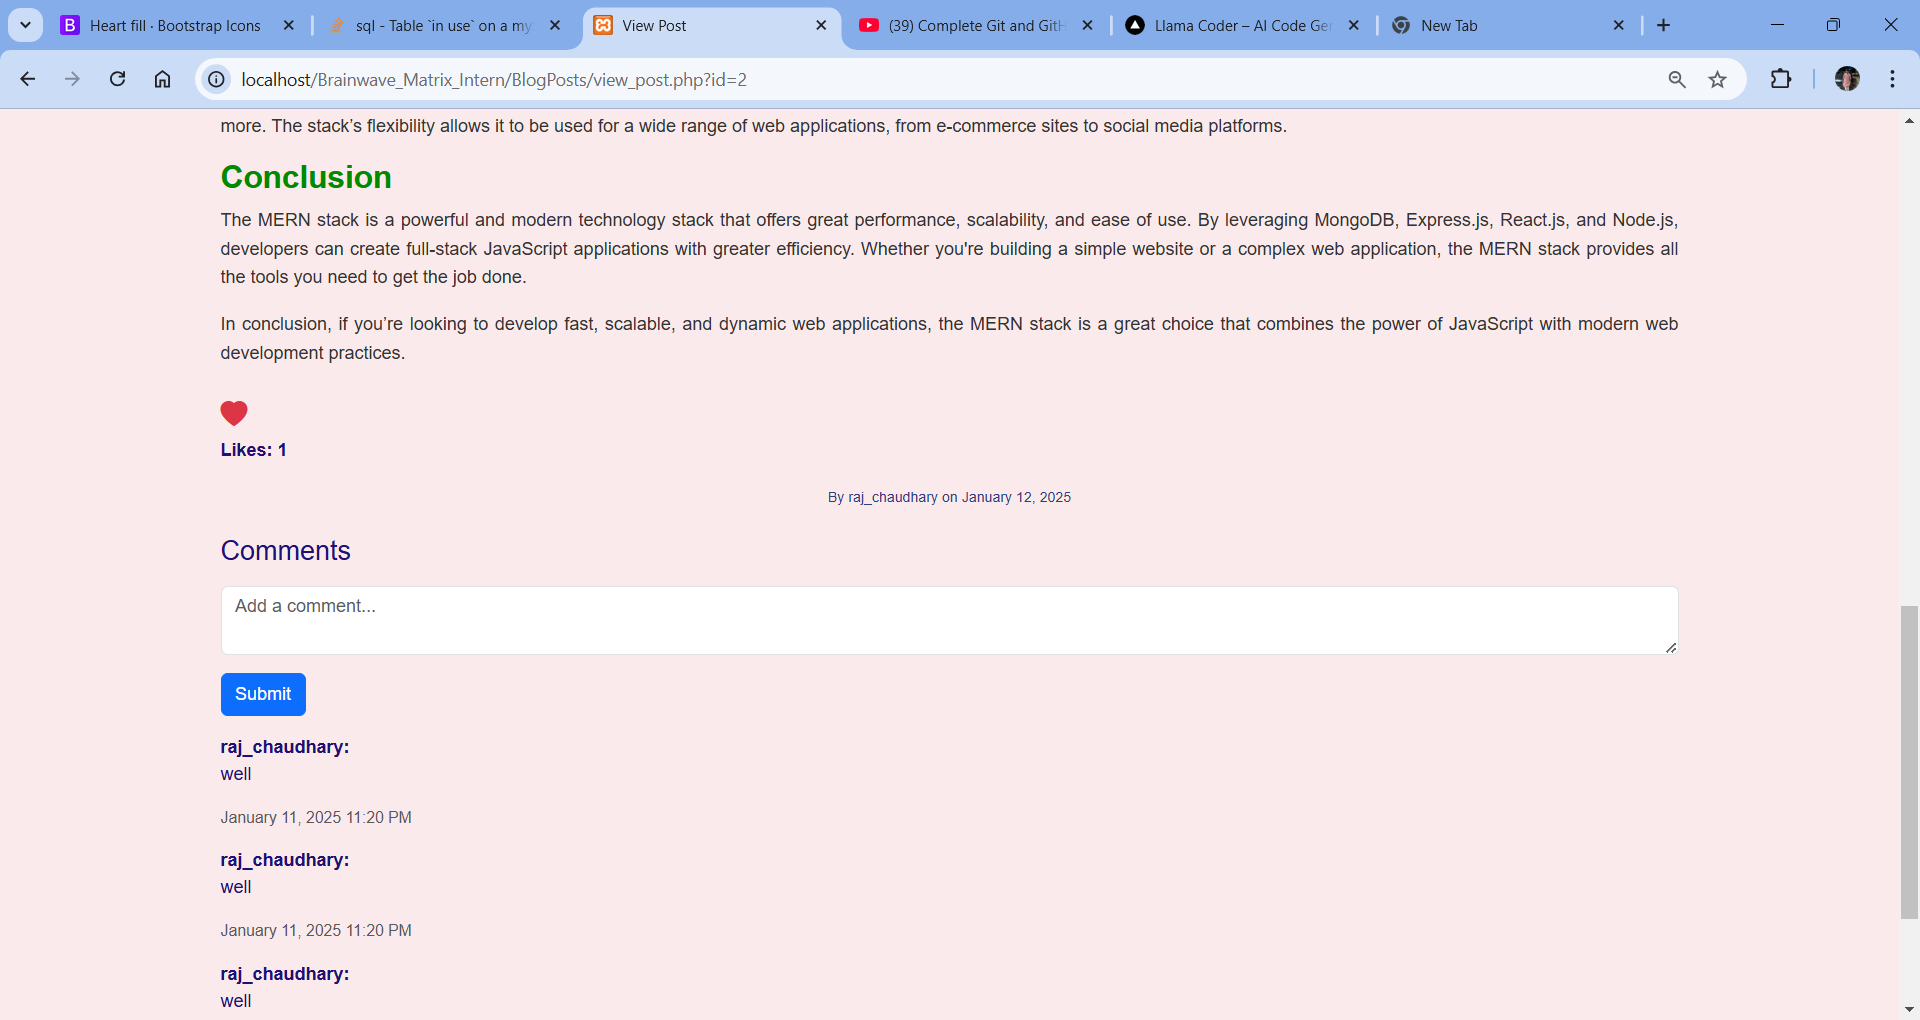 Heart fill · Bootstrap Icons
sql - Table `in use` on a my
View Post
(39) Complete Git and GitH
Llama Coder – AI Code Ger
New Tab
localhost/Brainwave_Matrix_Intern/BlogPosts/view_post.php?id=2
more. The stack’s flexibility allows it to be used for a wide range of web applications, from e-commerce sites to social media platforms.
Conclusion
The MERN stack is a powerful and modern technology stack that offers great performance, scalability, and ease of use. By leveraging MongoDB, Express.js, React.js, and Node.js,
developers can create full-stack JavaScript applications with greater efficiency. Whether you're building a simple website or a complex web application, the MERN stack provides all
the tools you need to get the job done.
In conclusion, if you’re looking to develop fast, scalable, and dynamic web applications, the MERN stack is a great choice that combines the power of JavaScript with modern web
development practices.
Likes: 1
By raj_chaudhary on January 12, 2025
Comments
Add a comment...
Submit
raj_chaudhary:
well
January 11, 2025 11:20 PM
raj_chaudhary:
well
January 11, 2025 11:20 PM
raj_chaudhary:
well